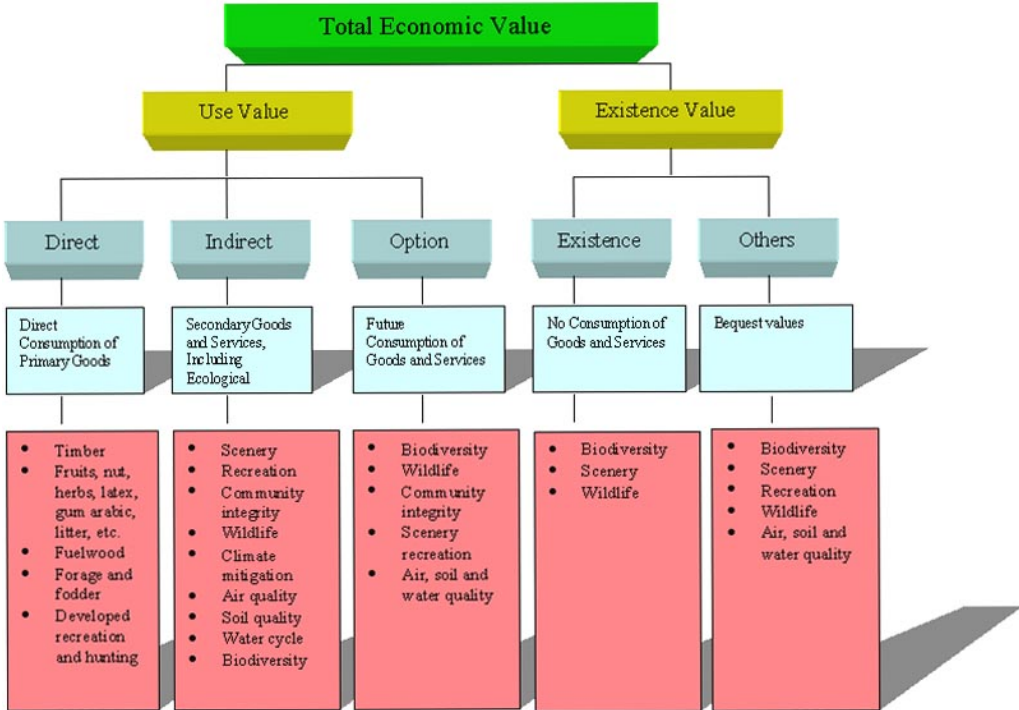 Total Economic Value
Use Value
Existence Value
Direct
Indirect
Option
Existence
Others
Direct
Consumption of
Primary Goods
Secondary Goods
and Services,
Including
Ecological
Future
Consumption of
Goods and Services
No Consumption of
Goods and Services
Bequest values
• Timber
• Fruits, nut,
herbs, latex,
gum arabic,
litter, etc.
• Fuelwood
• Forage and
fodder
• Developed
recreation
and hunting
• Scenery
• Recreation
• Community
integrity
• Wildlife
• Climate
mitigation
• Air quality
• Soil quality
• Water cycle
• Biodiversity
• Biodiversity
• Wildlife
• Community
integrity
• Scenery
recreation
• Air, soil and
water quality
• Biodiversity
• Scenery
• Wildlife
• Biodiversity
• Scenery
• Recreation
• Wildlife
• Air, soil and
water quality